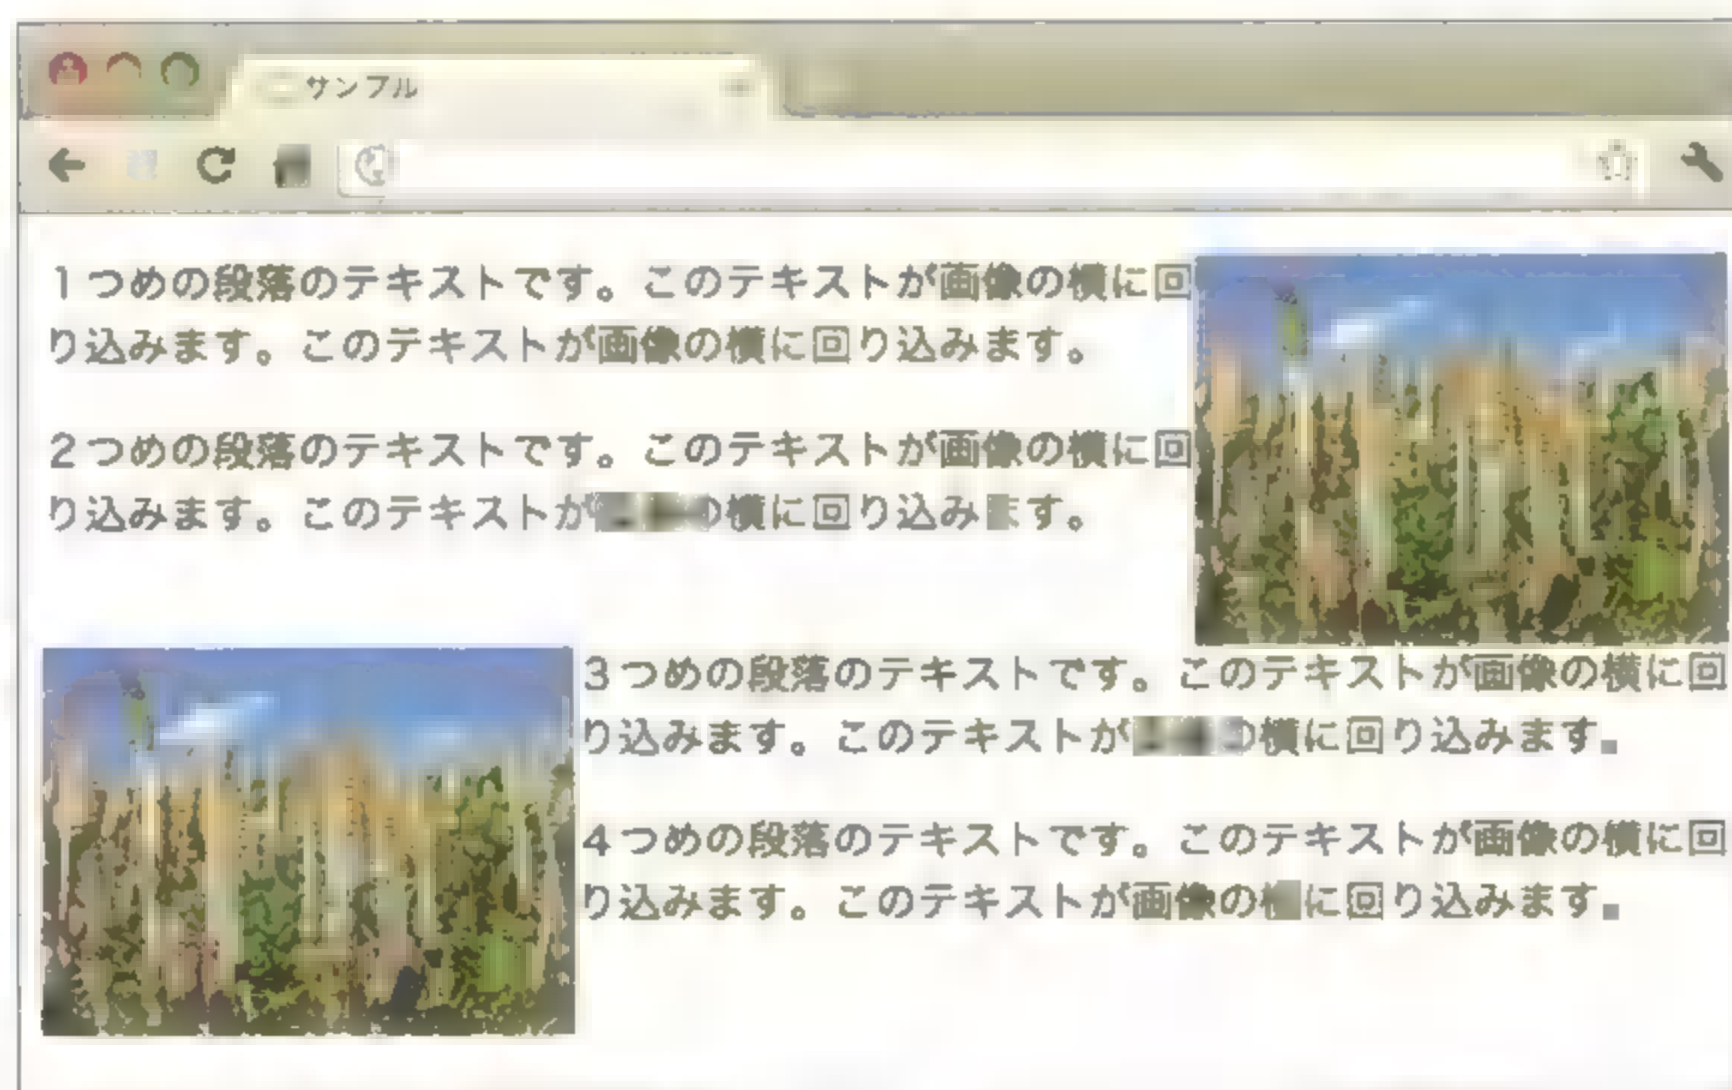 サンプル
1つめの段落のテキストです。このテキストが画像の横に回
り込みます。このテキストが画像の横に回り込みます。
2つめの段落のテキストです。このテキストが画像の横に回
り込みます。このテキストが の横に回り込みます。
3つめの段落のテキストです。このテキストが画像の横に回
り込みます。このテキストが の横に回り込みます。
4つめの段落のテキストです。このテキストが画像の横に回
り込みます。このテキストが画像の に回り込みます。